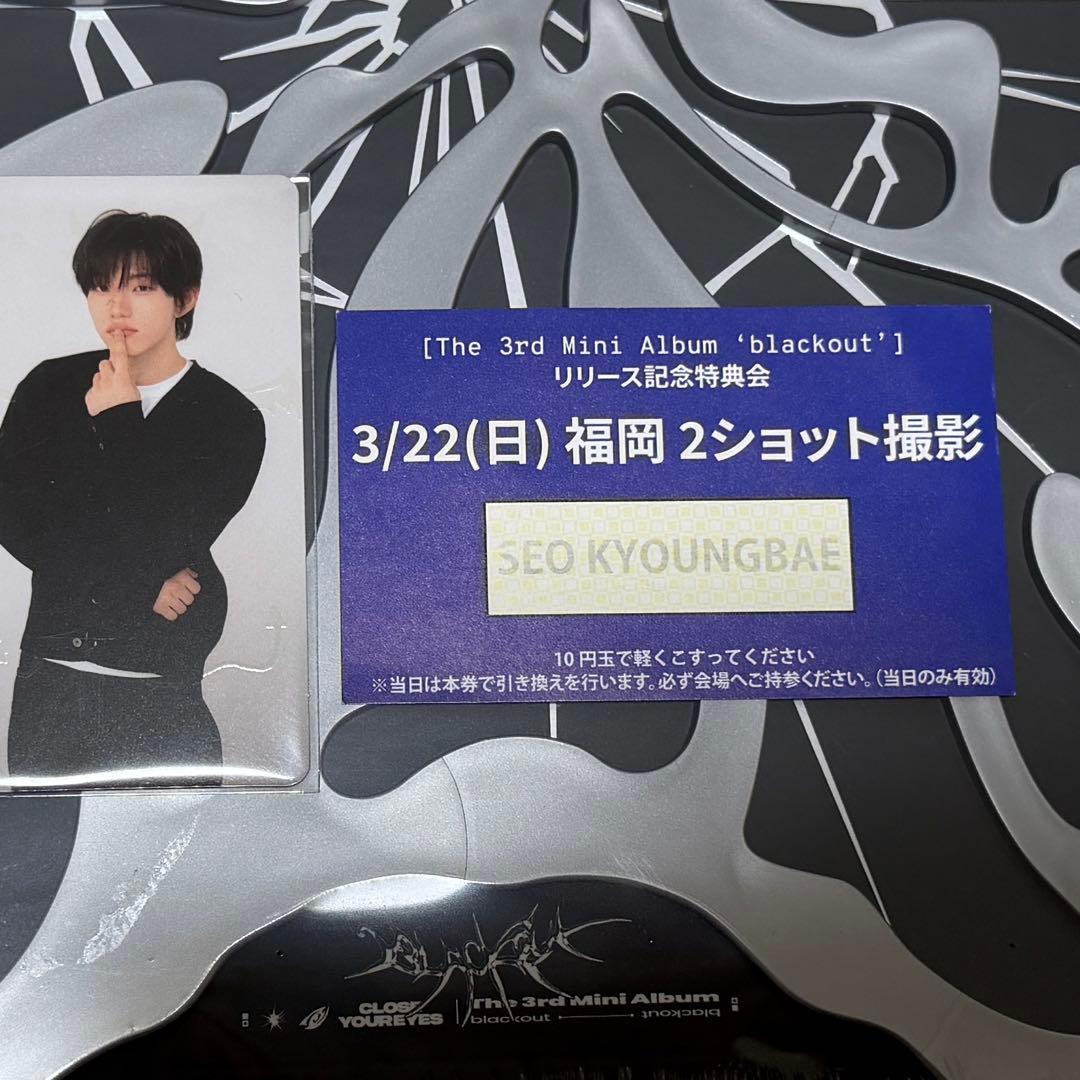 [The 3rd Mini Album ‘blackout’]
リリース記念特典会
3/22(日) 福岡 2ショット撮影
SEO KYOUNGBAE
10円玉で軽くこすってください
※当日は本券で引き換えを行います。必ず会場へご持参ください。(当日のみ有効)
BLACKOUT
CLOSE
YOUR EYES
The 3rd Mini Album
blackout
blackout